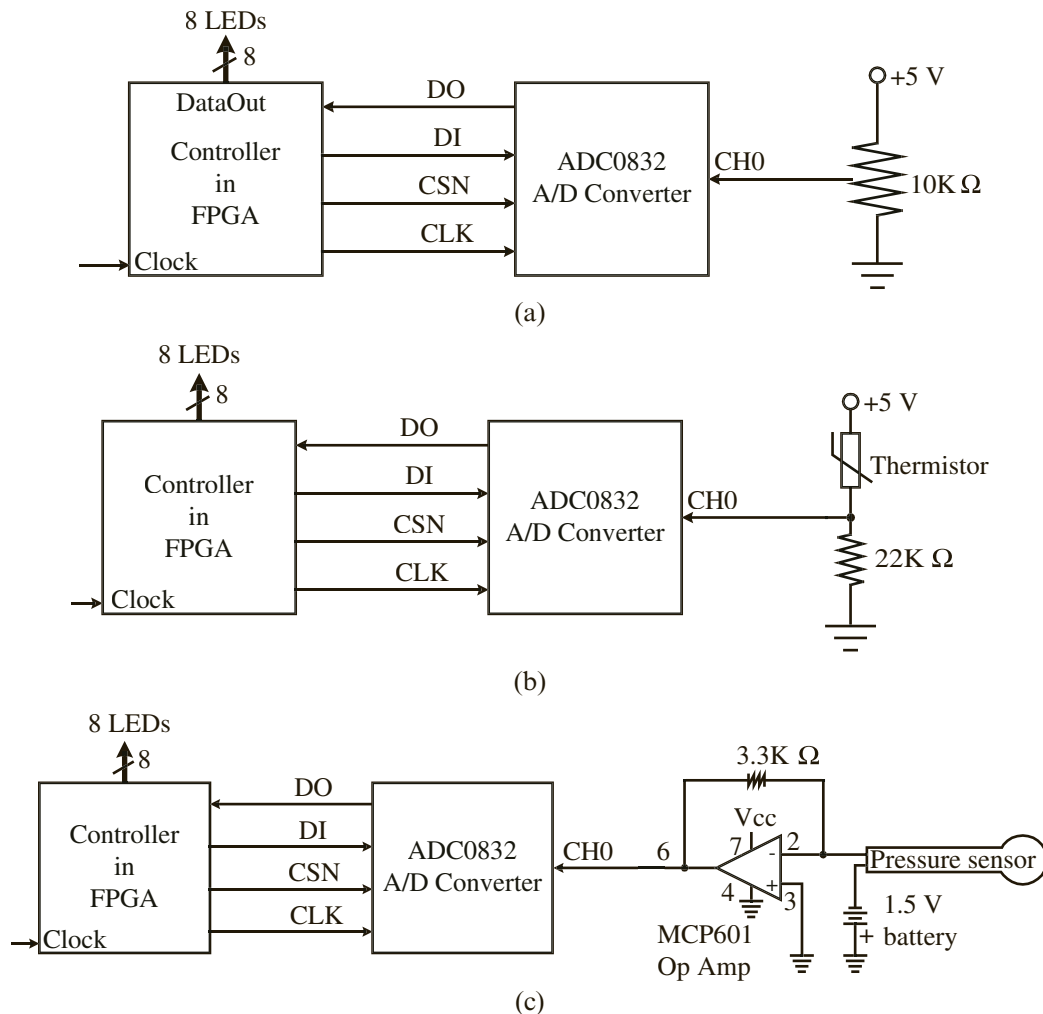 8 LEDs
8
DataOut
Controller
in
FPGA
Clock
DO
DI
CSN
CLK
ADC0832
A/D Converter
CH0
+5 V
10K Ω
(a)
8 LEDs
8
Controller
in
FPGA
Clock
DO
DI
CSN
CLK
ADC0832
A/D Converter
CH0
+5 V
Thermistor
22K Ω
(b)
8 LEDs
8
Controller
in
FPGA
Clock
DO
DI
CSN
CLK
ADC0832
A/D Converter
CH0
3.3K Ω
Vcc
6
7
2
-
+
4
3
MCP601
Op Amp
Pressure sensor
1.5 V
+ battery
(c)